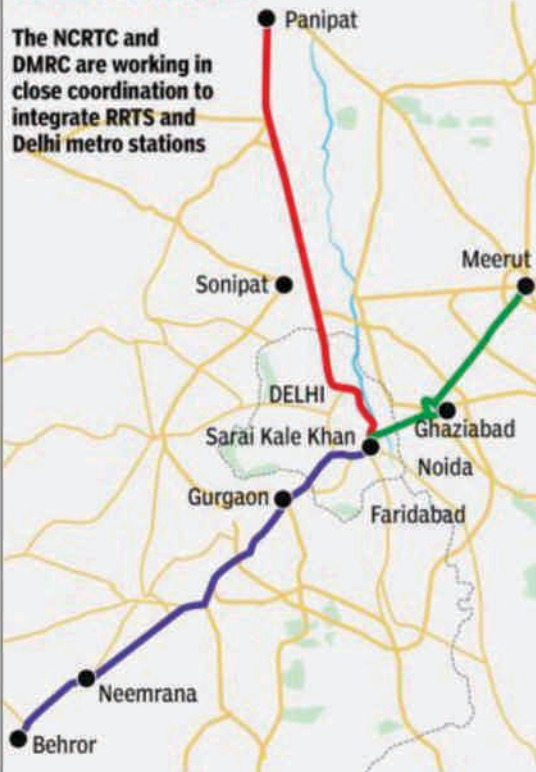 Panipat
The NCRTC and
DMRC are working in
close coordination to
integrate RRTS and
Delhi metro stations
Meerut
Sonipat
DELHI
Ghaziabad
Sarai Kale Khan
Noida
Gurgaon
Faridabad
Neemrana
Behror